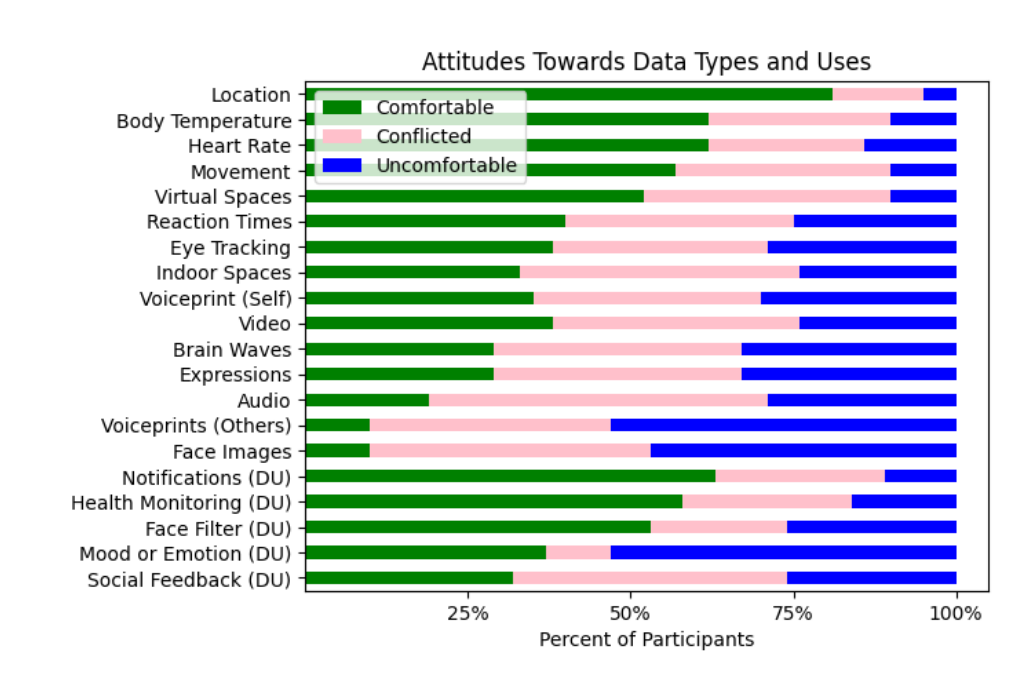 Attitudes Towards Data Types and Uses
Location
Body Temperature
Heart Rate
Movement
Virtual Spaces
Reaction Times
Eye Tracking
Indoor Spaces
Voiceprint (Self)
Video
Brain Waves
Expressions
Audio
Voiceprints (Others)
Face Images
Notifications (DU)
Health Monitoring (DU)
Face Filter (DU)
Mood or Emotion (DU)
Social Feedback (DU)
Comfortable
Conflicted
Uncomfortable
25% 50% 75% 100%
Percent of Participants